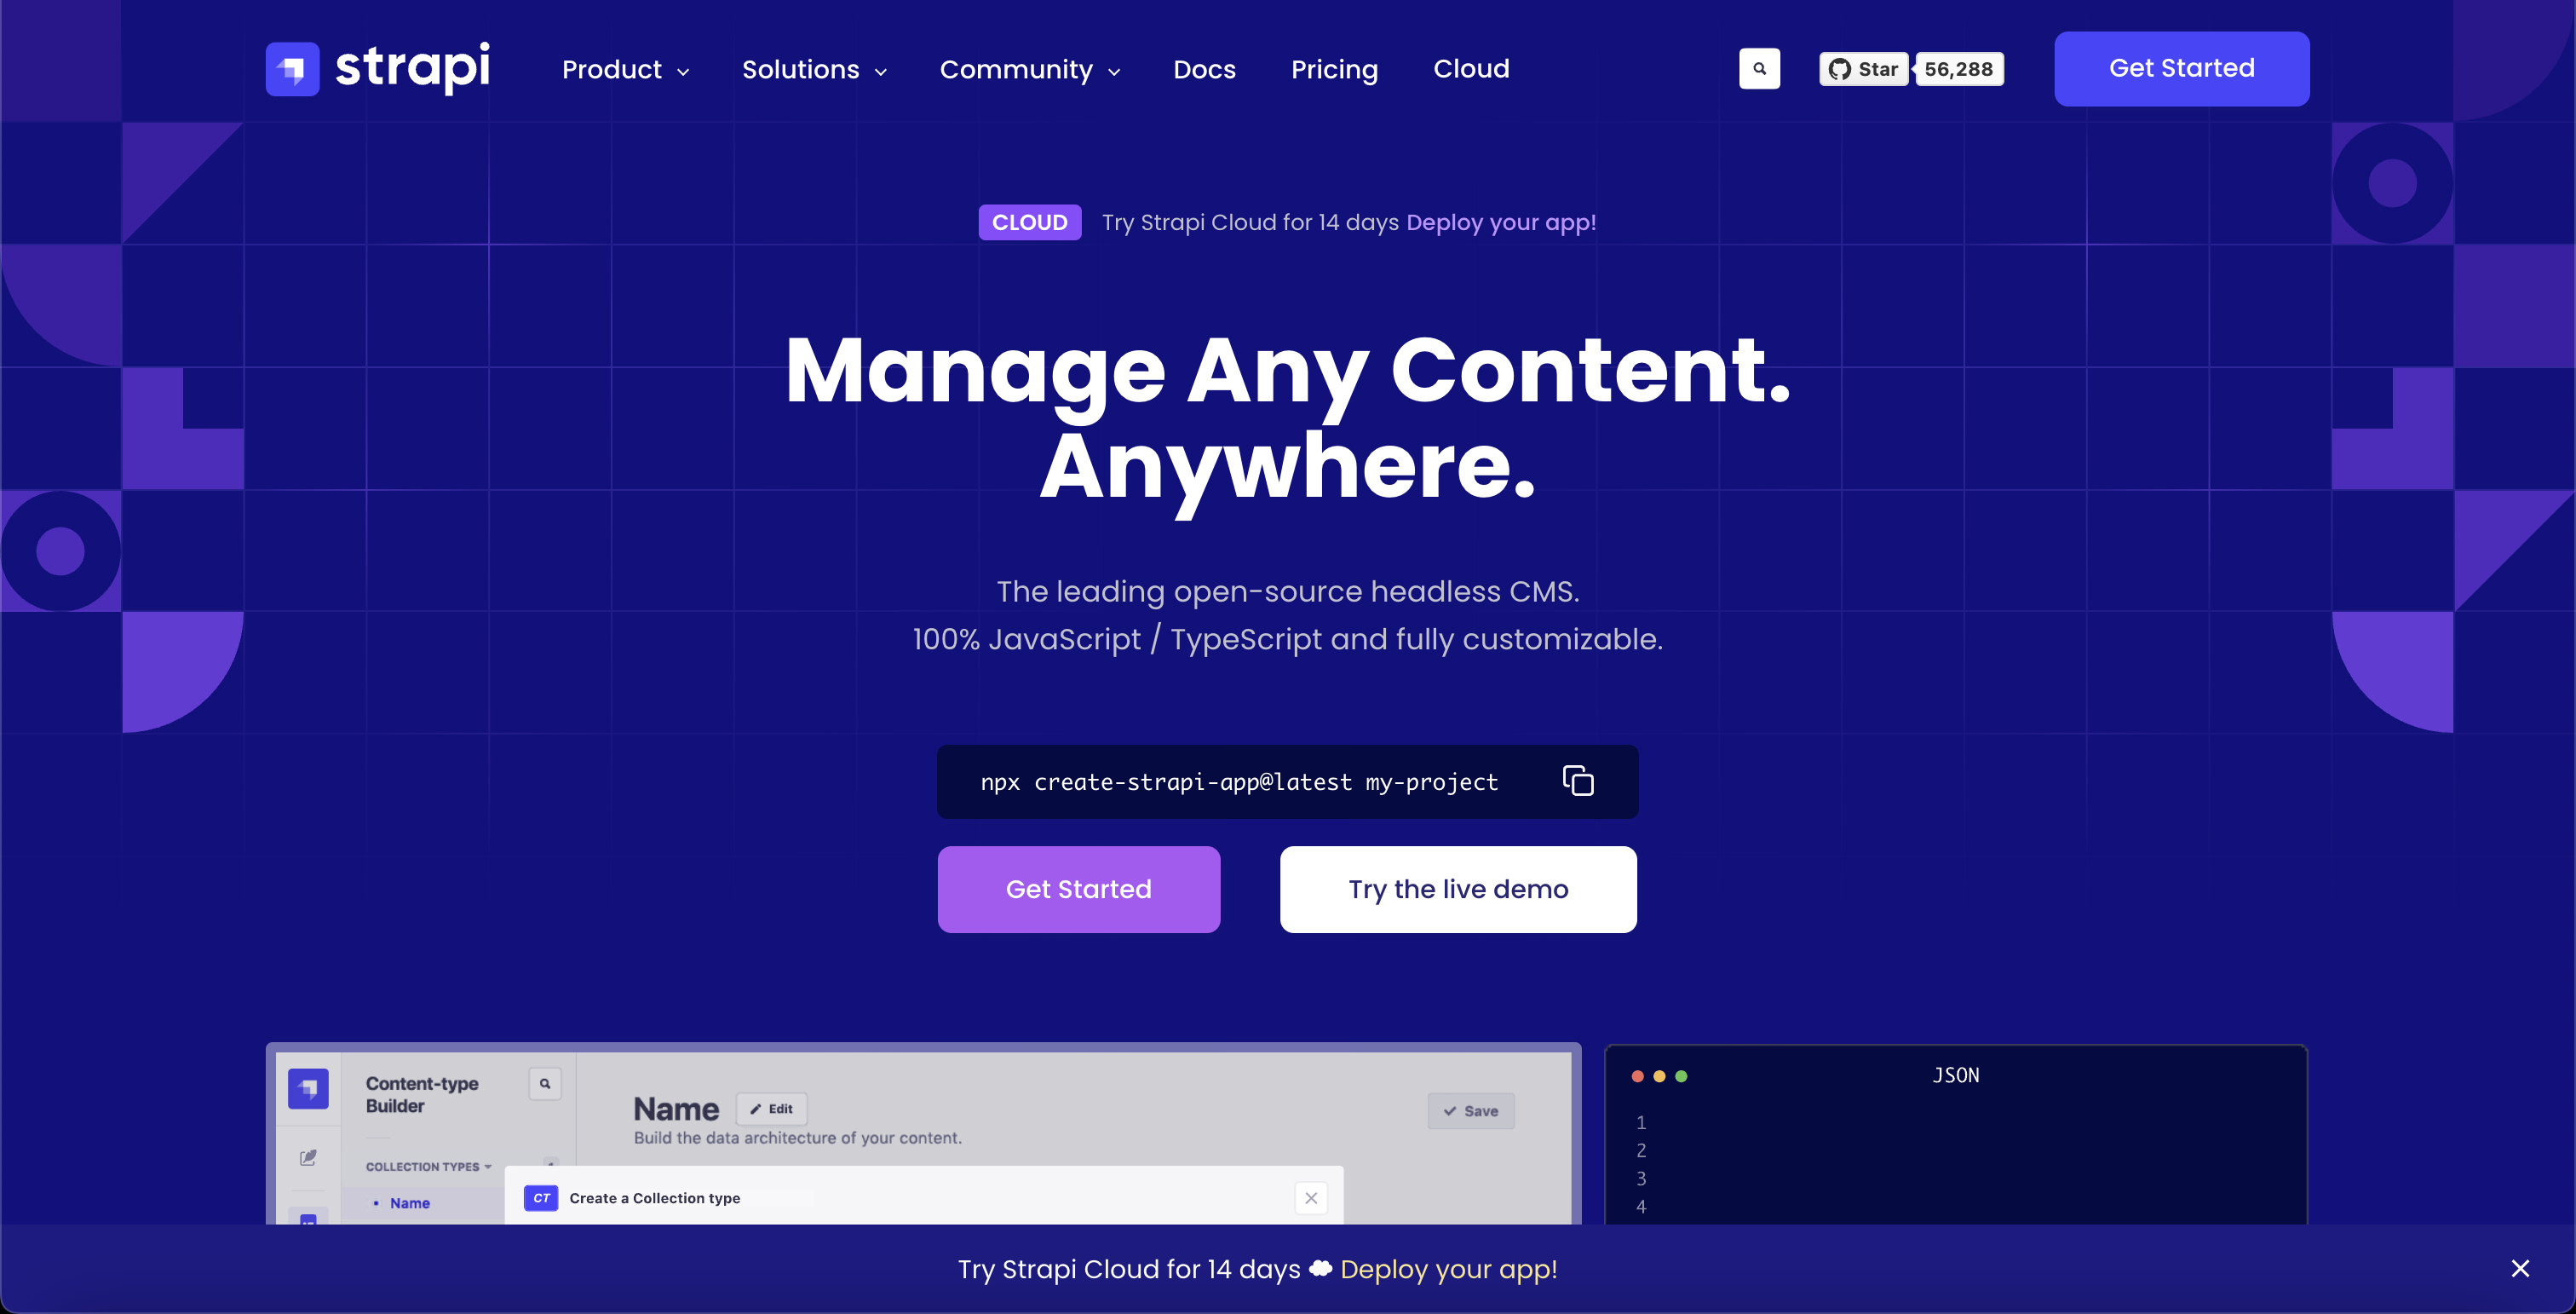 strapi
Product
Solutions
Community
Docs
Pricing
Cloud
Star
56,288
Get Started
CLOUD
Try Strapi Cloud for 14 days Deploy your app!
Manage Any Content.
Anywhere.
The leading open-source headless CMS.
100% JavaScript / TypeScript and fully customizable.
npx create-strapi-app@latest my-project
Get Started
Try the live demo
Content-type
Builder
COLLECTION TYPES
Name
Name
Edit
Build the data architecture of your content.
Save
CT Create a Collection type
JSON
1
2
3
4
Try Strapi Cloud for 14 days Deploy your app!